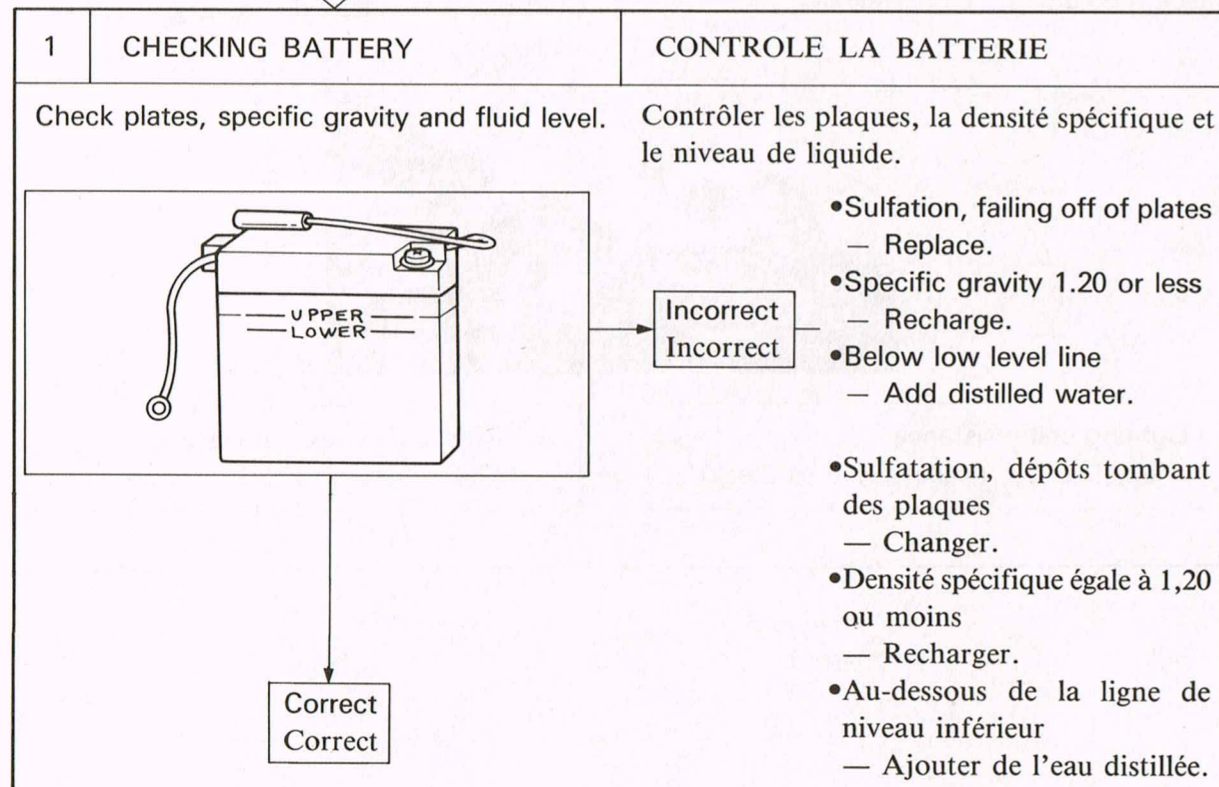 1 CHECKING BATTERY
CONTROLE LA BATTERIE
Check plates, specific gravity and fluid level.
Contrôler les plaques, la densité spécifique et
le niveau de liquide.
UPPER
LOWER
Incorrect
Incorrect
•Sulfation, failing off of plates
— Replace.
•Specific gravity 1.20 or less
— Recharge.
•Below low level line
— Add distilled water.
•Sulfatation, dépôts tombant
des plaques
— Changer.
•Densité spécifique égale à 1,20
ou moins
— Recharger.
•Au-dessous de la ligne de
niveau inférieur
— Ajouter de l'eau distillée.
Correct
Correct